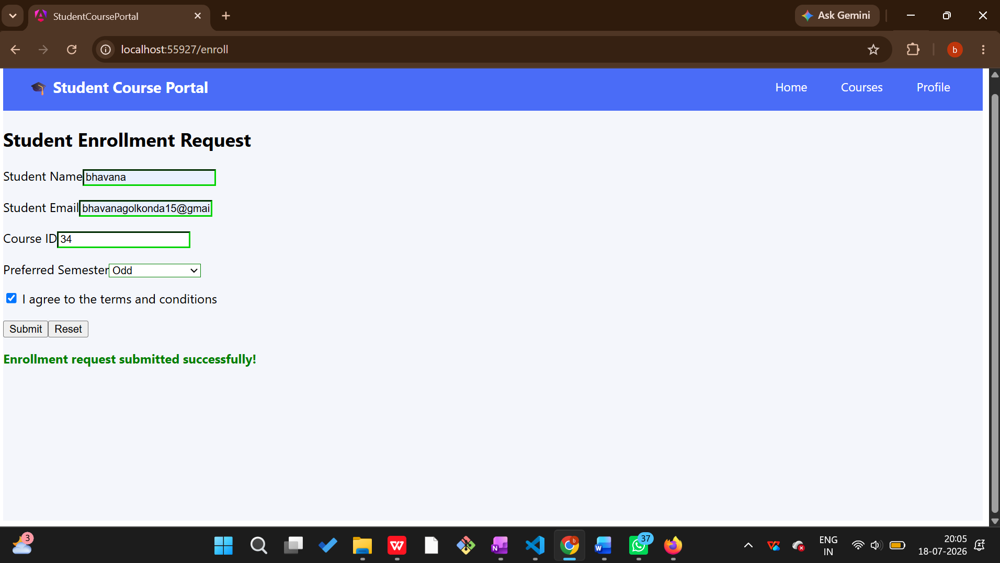 StudentCoursePortal
Ask Gemini
localhost:55927/enroll
b
Student Course Portal
Home Courses Profile
Student Enrollment Request
Student Name bhavana
Student Email bhavanagolkonda15@gmai
Course ID 34
Preferred Semester Odd
I agree to the terms and conditions
Submit Reset
Enrollment request submitted successfully!
3
N
b
W
37
ENG
IN
20:05
18-07-2026